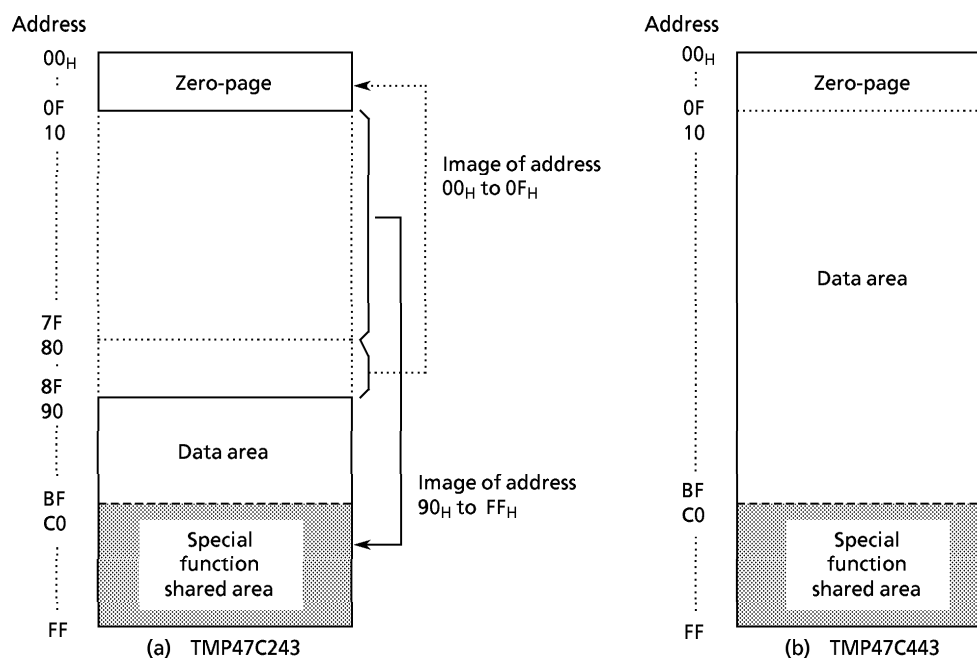 Address
00H
0F
10
7F
80
8F
90
BF
C0
FF
Zero-page
Image of address
00H to 0FH
Data area
Image of address
90H to FFH
Special
function
shared area
(a) TMP47C243
Address
00H
0F
10
BF
C0
FF
Zero-page
Data area
Special
function
shared area
(b) TMP47C443